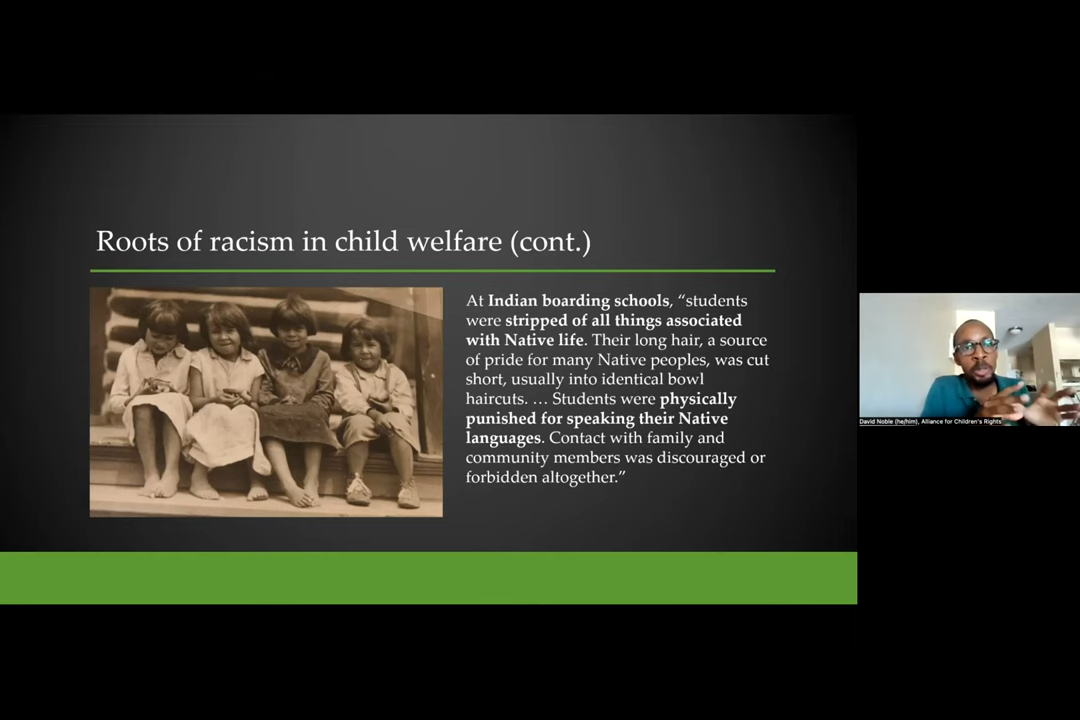 Roots of racism in child welfare (cont.)
At Indian boarding schools, “students
were stripped of all things associated
with Native life. Their long hair, a source
of pride for many Native peoples, was cut
short, usually into identical bowl
haircuts. … Students were physically
punished for speaking their Native
languages. Contact with family and
community members was discouraged or
forbidden altogether.”
David Noble (he/him), Alliance for Children's Rights